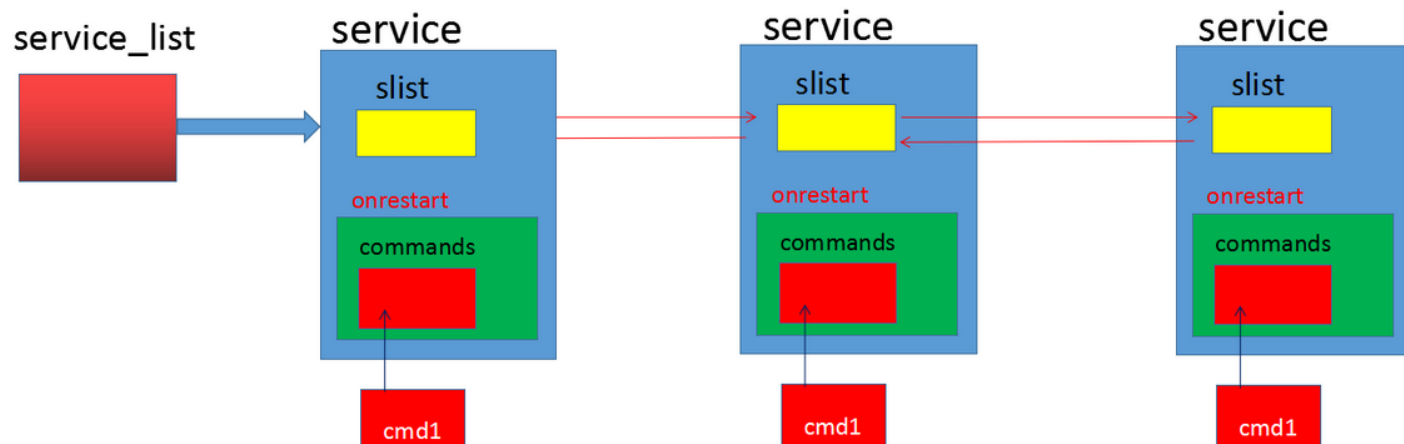 service_list
service
service
service
slist
slist
slist
onrestart
onrestart
onrestart
commands
commands
commands
cmd1
cmd1
cmd1